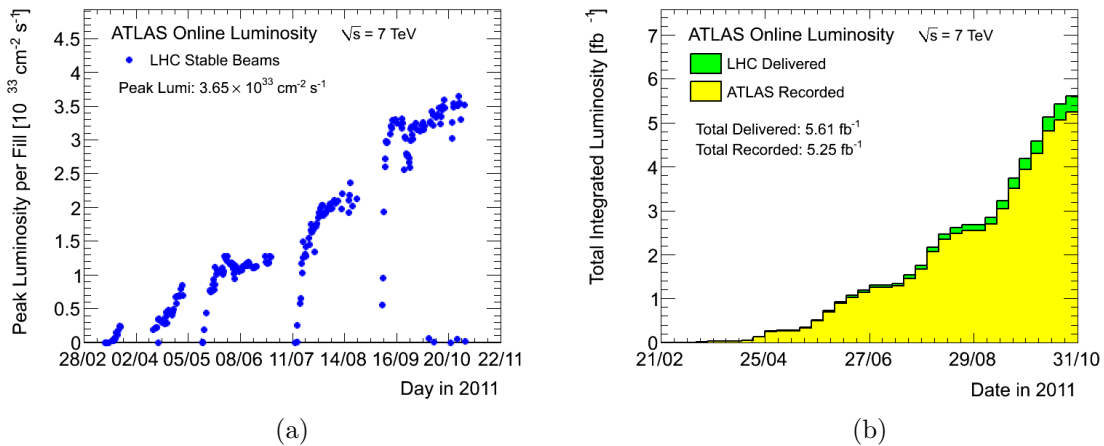 Peak Luminosity per Fill [10 33 cm-2 s-1]
ATLAS Online Luminosity √s = 7 TeV
LHC Stable Beams
Peak Lumi: 3.65 × 10^33 cm^-2 s^-1
4.5
4
3.5
3
2.5
2
1.5
1
0.5
0
28/02 02/04 05/05 08/06 11/07 14/08 16/09 20/10 22/11
Day in 2011
(a)
Total Integrated Luminosity [fb -1]
ATLAS Online Luminosity √s = 7 TeV
LHC Delivered
ATLAS Recorded
Total Delivered: 5.61 fb^-1
Total Recorded: 5.25 fb^-1
7
6
5
4
3
2
1
0
21/02 25/04 27/06 29/08 31/10
Date in 2011
(b)